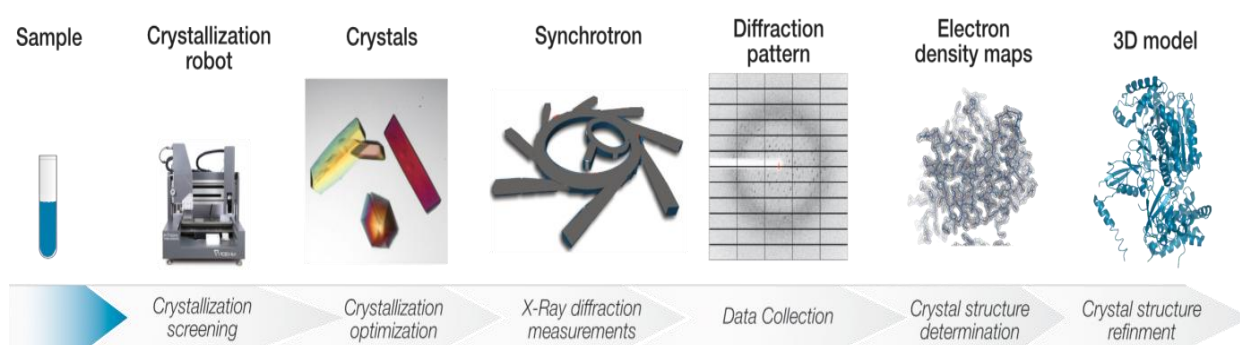 Sample
Crystallization
robot
Crystals
Synchrotron
Diffraction
pattern
Electron
density maps
3D model
Crystallization
screening
Crystallization
optimization
X-Ray diffraction
measurements
Data Collection
Crystal structure
determination
Crystal structure
refinment